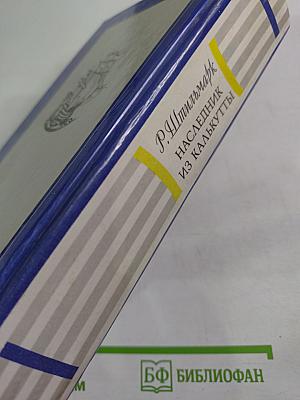 Р. Штильмарк
НАСЛЕДНИК
ИЗ КАЛЬКУТТЫ
БФ БИБЛИОФАН